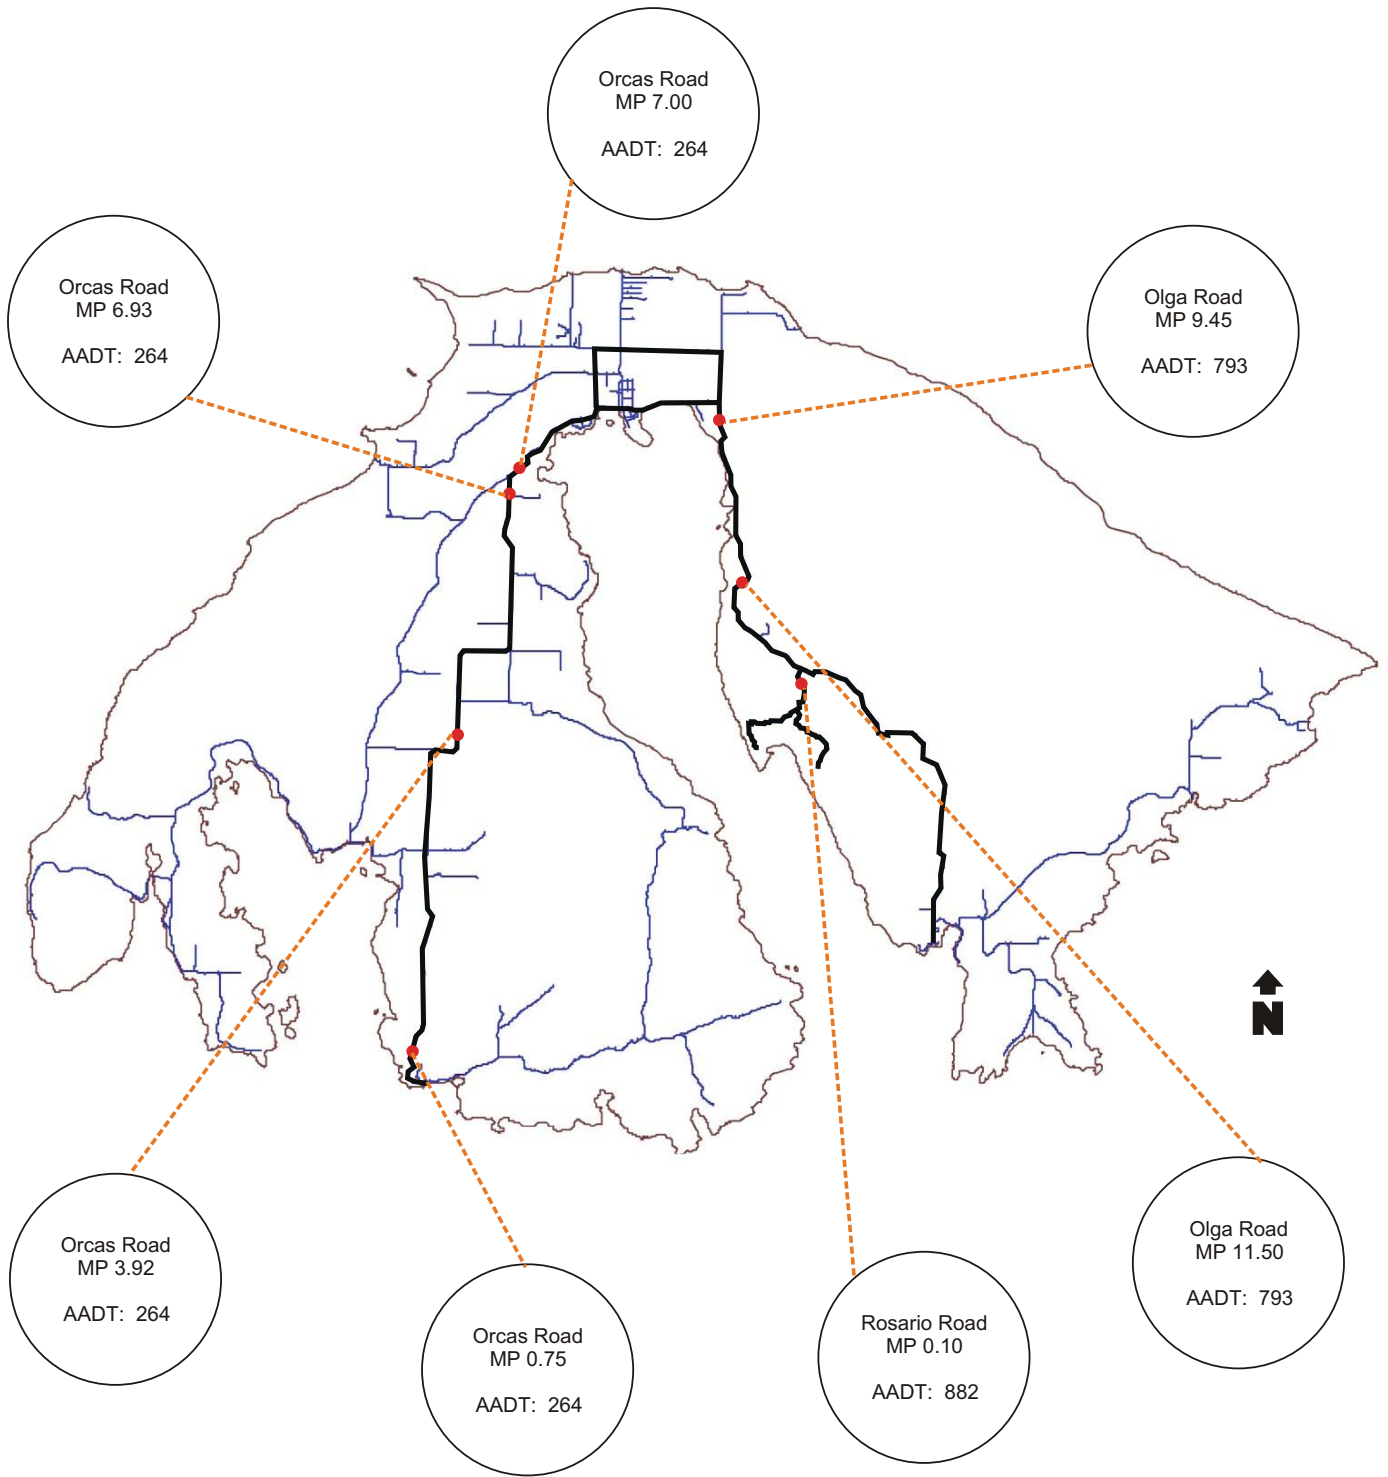 Orcas Road
MP 7.00
AADT: 264
Orcas Road
MP 6.93
AADT: 264
Olga Road
MP 9.45
AADT: 793
N
Orcas Road
MP 3.92
AADT: 264
Orcas Road
MP 0.75
AADT: 264
Rosario Road
MP 0.10
AADT: 882
Olga Road
MP 11.50
AADT: 793